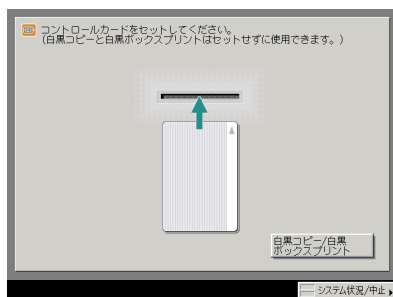 コントロールカードをセットしてください。
(白黒コピーと白黒ボックスプリントはセットせずに使用できます。)
白黒コピー/白黒
ボックスプリント
システム状況/中止